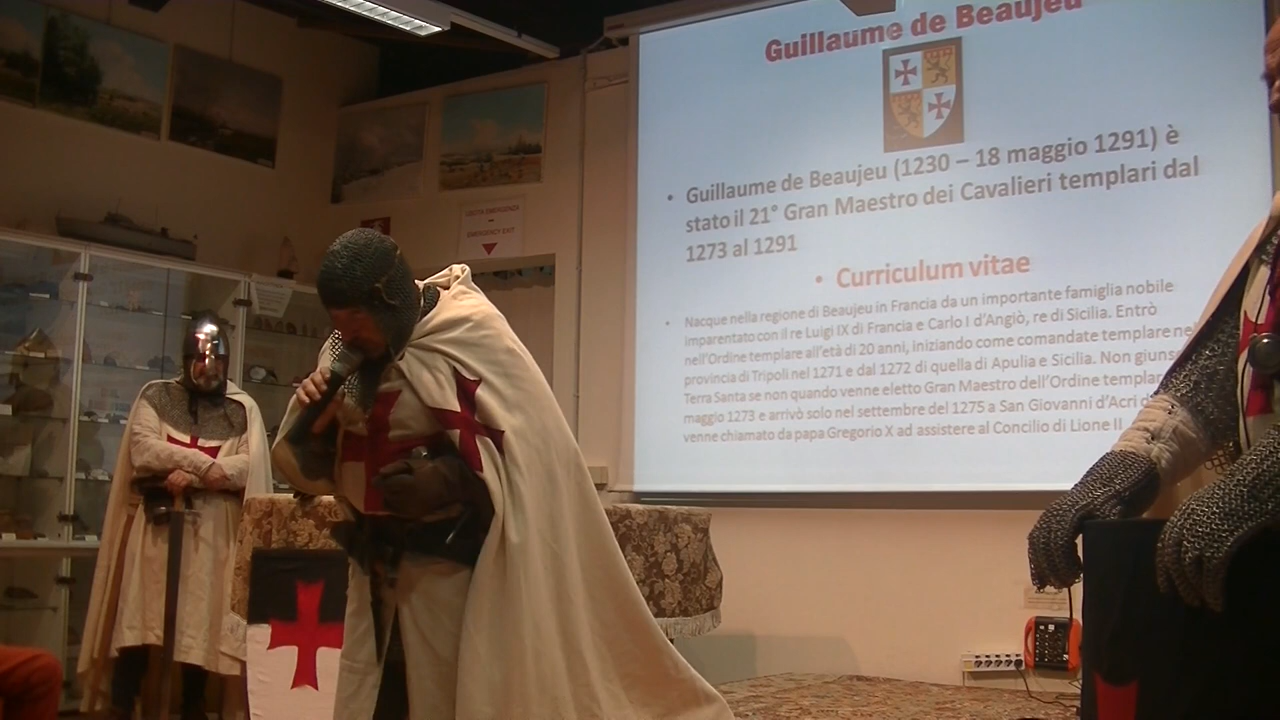 Guillaume de Beaujeu
• Guillaume de Beaujeu (1230 – 18 maggio 1291) è
stato il 21° Gran Maestro dei Cavalieri templari dal
1273 al 1291
• Curriculum vitae
• Nacque nella regione di Beaujeu in Francia da un importante famiglia nobile
imparentato con il re Luigi IX di Francia e Carlo I d'Angiò, re di Sicilia. Entrò
nell'Ordine templare all'età di 20 anni, iniziando come comandate templare
provincia di Tripoli nel 1271 e dal 1272 di quella di Apulia e Sicilia. Non
Terra Santa se non quando venne eletto Gran Maestro dell'Ordine
maggio 1273 e arrivò solo nel settembre del 1275 a San Giovanni d'Acri
venne chiamato da papa Gregorio X ad assistere al Concilio di Lione II
USCITA EMERGENZA
EMERGENCY EXIT